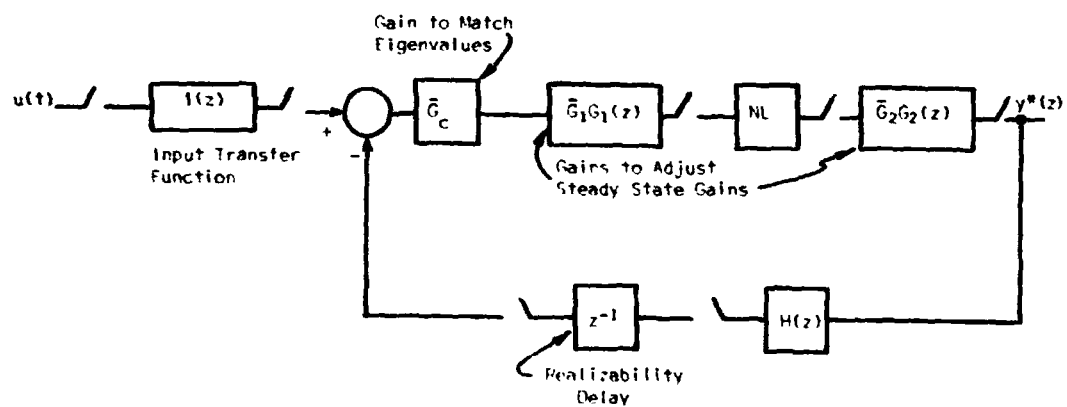 Gain to Match
Eigenvalues
u(t)
I(z)
+
-
Ḡc
Ḡ₁G₁(z)
NL
Ḡ₂G₂(z)
y*(z)
Input Transfer
Function
Gains to Adjust
Steady State Gains
z⁻¹
H(z)
Realizability
Delay